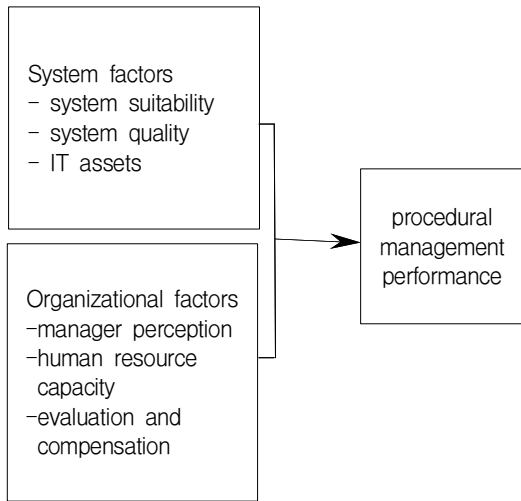 System factors
- system suitability
- system quality
- IT assets
Organizational factors
-manager perception
-human resource
capacity
-evaluation and
compensation
procedural
management
performance